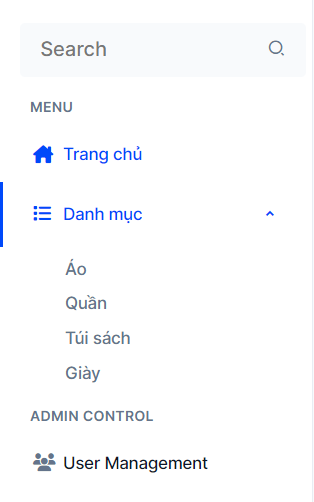 Search
MENU
Trang chủ
Danh mục
Áo
Quần
Túi sách
Giày
ADMIN CONTROL
User Management